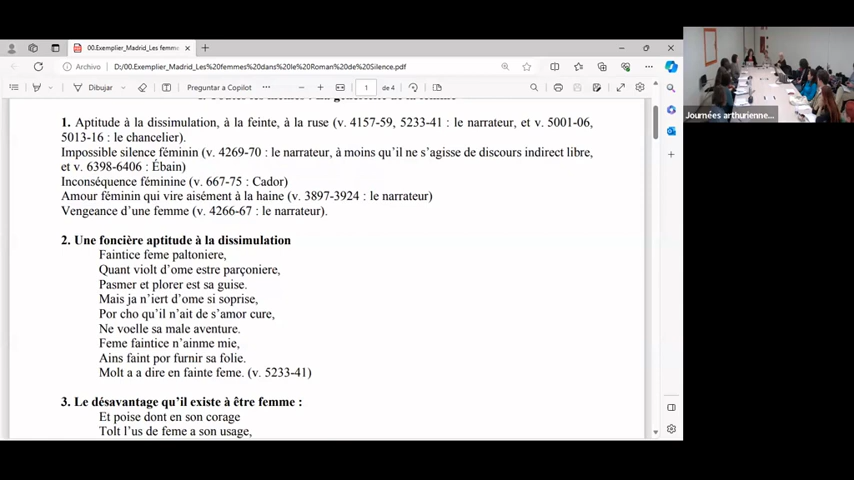 00.Exemplier_Madrid_Les femme
Archivo
D:/00.Exemplier_Madrid_Les%20femmes%20dans%20le%20Roman%20de%20Silence.pdf
Dibujar
Preguntar a Copilot
1
de 4
1. Aptitude à la dissimulation, à la feinte, à la ruse (v. 4157-59, 5233-41 : le narrateur, et v. 5001-06,
5013-16 : le chancelier).
Impossible silence féminin (v. 4269-70 : le narrateur, à moins qu'il ne s'agisse de discours indirect libre,
et v. 6398-6406 : Ébain)
Inconséquence féminine (v. 667-75 : Cador)
Amour féminin qui vire aisément à la haine (v. 3897-3924 : le narrateur)
Vengeance d'une femme (v. 4266-67 : le narrateur).
2. Une foncière aptitude à la dissimulation
Faintice feme paltoniere,
Quant violt d'ome estre parçoniere,
Pasmer et plorer est sa guise.
Mais ja n'iert d'ome si soprise,
Por cho qu'il n'ait de s'amor cure,
Ne voelle sa male aventure.
Feme faintice n'ainme mie,
Ains faint por furnir sa folie.
Molt a a dire en fainte feme. (v. 5233-41)
3. Le désavantage qu'il existe à être femme :
Et poise dont en son corage
Tolt l'us de feme a son usage,
Journées arthurienne...